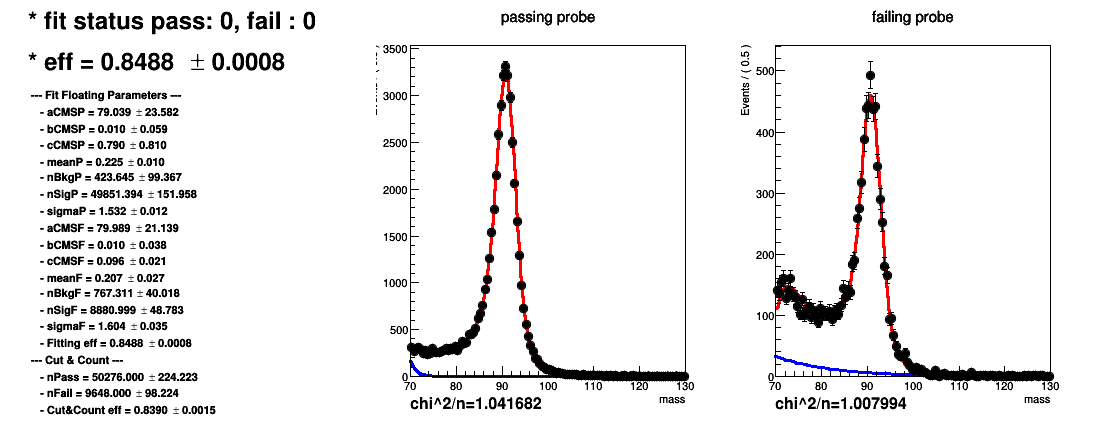 * fit status pass: 0, fail : 0
* eff = 0.8488 ± 0.0008
--- Fit Floating Parameters ---
- aCMSP = 79.039 ± 23.582
- bCMSP = 0.010 ± 0.059
- cCMSP = 0.790 ± 0.810
- meanP = 0.225 ± 0.010
- nBkgP = 423.645 ± 99.367
- nSigP = 49851.394 ± 151.958
- sigmaP = 1.532 ± 0.012
- aCMSF = 79.989 ± 21.139
- bCMSF = 0.010 ± 0.038
- cCMSF = 0.096 ± 0.021
- meanF = 0.207 ± 0.027
- nBkgF = 767.311 ± 40.018
- nSigF = 8880.999 ± 48.783
- sigmaF = 1.604 ± 0.035
- Fitting eff = 0.8488 ± 0.0008
--- Cut & Count ---
- nPass = 50276.000 ± 224.223
- nFail = 9648.000 ± 98.224
- Cut&Count eff = 0.8390 ± 0.0015
passing probe
3500
3000
2500
2000
1500
1000
500
0
70 80 90 100 110 120 130
mass
chi^2/n=1.041682
failing probe
Events / ( 0.5 )
500
400
300
200
100
0
70 80 90 100 110 120 130
mass
chi^2/n=1.007994